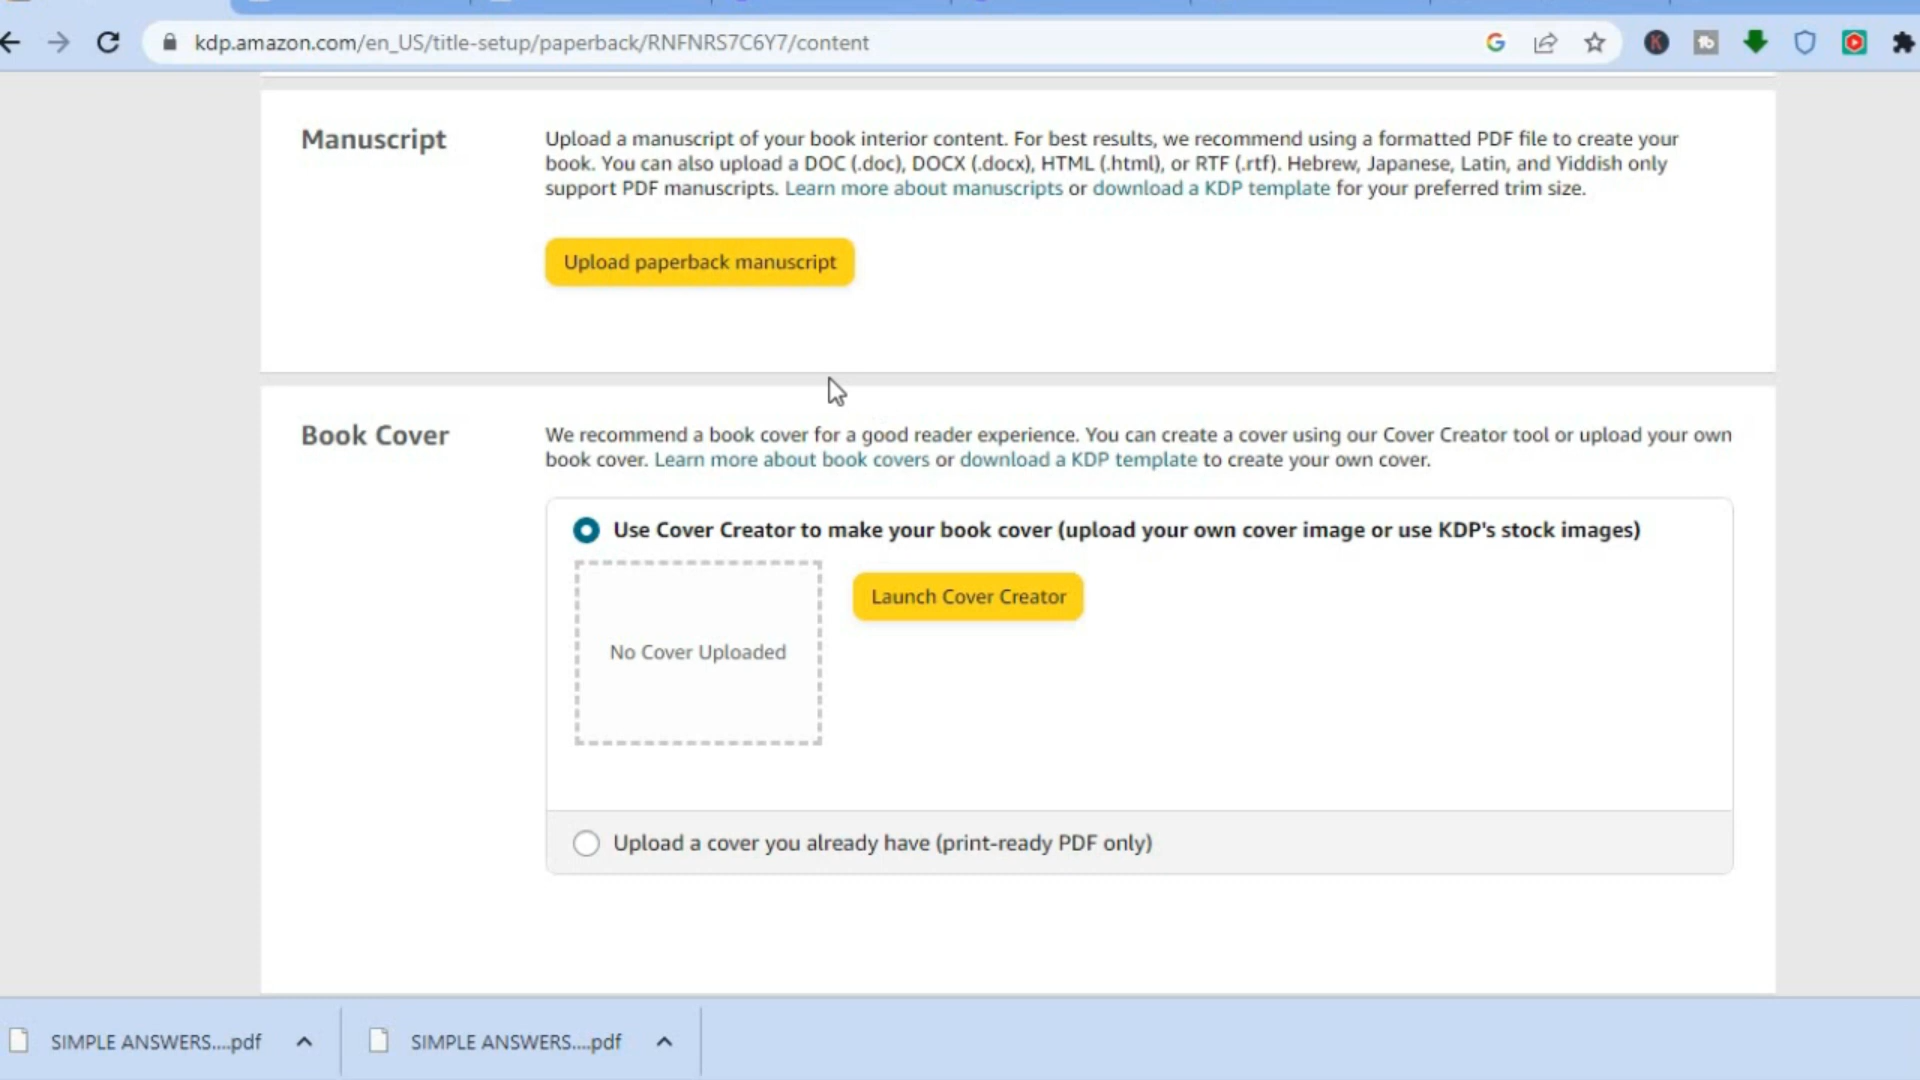 kdp.amazon.com/en_US/title-setup/paperback/RNFNRS7C6Y7/content
Manuscript
Upload a manuscript of your book interior content. For best results, we recommend using a formatted PDF file to create your
book. You can also upload a DOC (.doc), DOCX (.docx), HTML (.html), or RTF (.rtf). Hebrew, Japanese, Latin, and Yiddish only
support PDF manuscripts. Learn more about manuscripts or download a KDP template for your preferred trim size.
Upload paperback manuscript
Book Cover
We recommend a book cover for a good reader experience. You can create a cover using our Cover Creator tool or upload your own
book cover. Learn more about book covers or download a KDP template to create your own cover.
Use Cover Creator to make your book cover (upload your own cover image or use KDP's stock images)
Launch Cover Creator
No Cover Uploaded
Upload a cover you already have (print-ready PDF only)
SIMPLE ANSWERS....pdf
SIMPLE ANSWERS....pdf